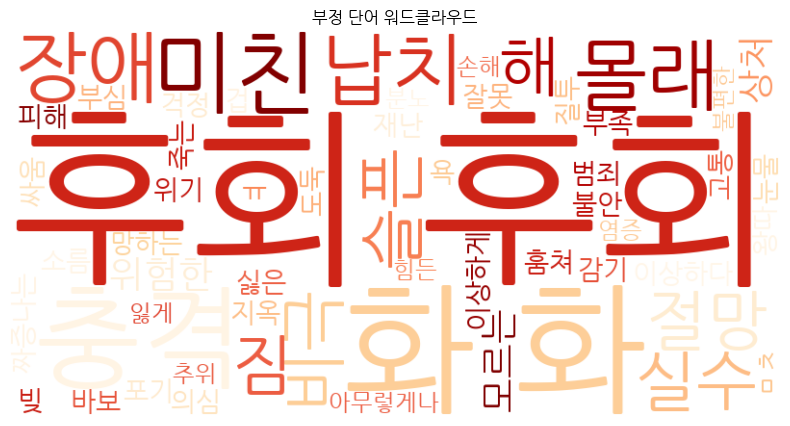 부정 단어 워드클라우드
장애
미친
납치
손해
해
몰래
상처
피해
부심
걱정
겁
분노
잘못
재난
질투
부족
불편한
후회 후회
싸움
죽는
위기
ㅋ
도둑
슬픈
욕
범죄
불안
고통
눈물
염증
소름
망하는
위험한
힘든
이상하게
훔쳐
감기
이상하다
짜증나는
충격
잃게
싫은
지옥
짐
비극
화 화
모르는
절망
실수
빚
바보
포기
추위
의심
아무렇게나